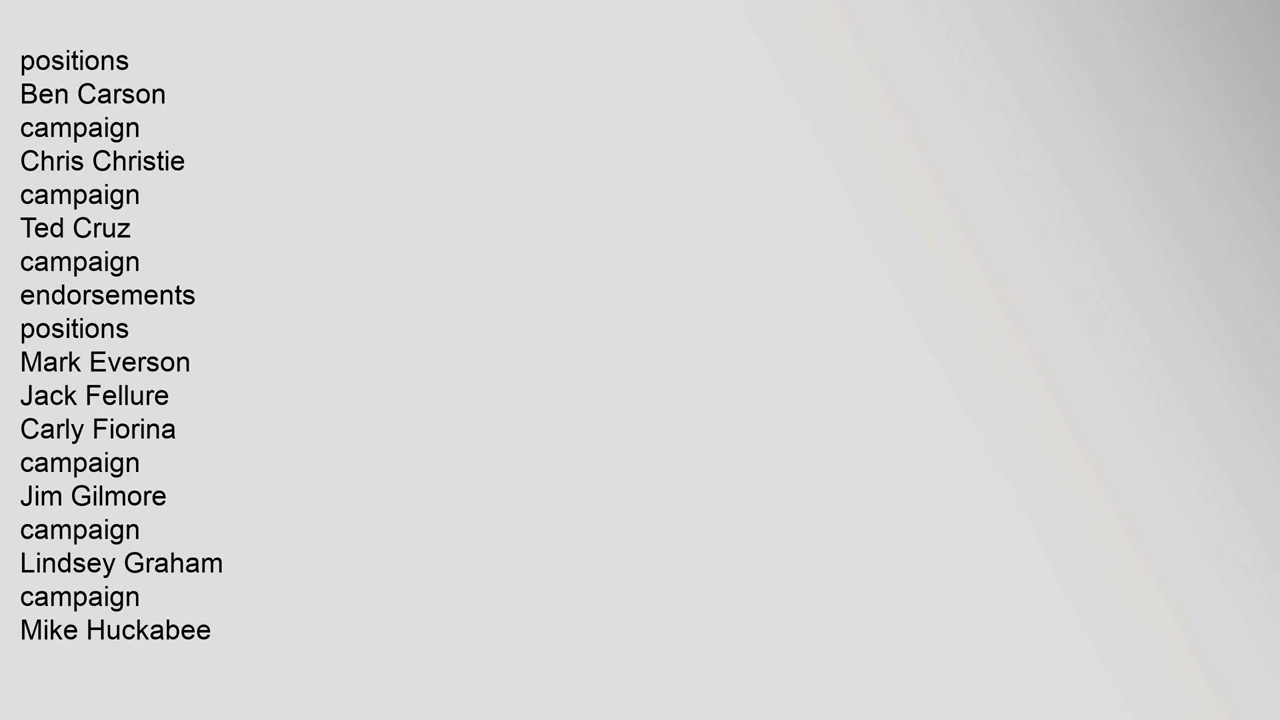 positions
Ben Carson
campaign
Chris Christie
campaign
Ted Cruz
campaign
endorsements
positions
Mark Everson
Jack Fellure
Carly Fiorina
campaign
Jim Gilmore
campaign
Lindsey Graham
campaign
Mike Huckabee